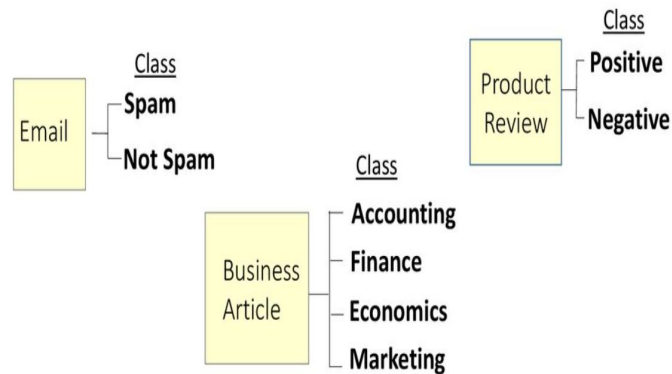 Class
Spam
Email
Not Spam
Class
Positive
Product
Review
Negative
Class
Accounting
Finance
Business
Article
Economics
Marketing